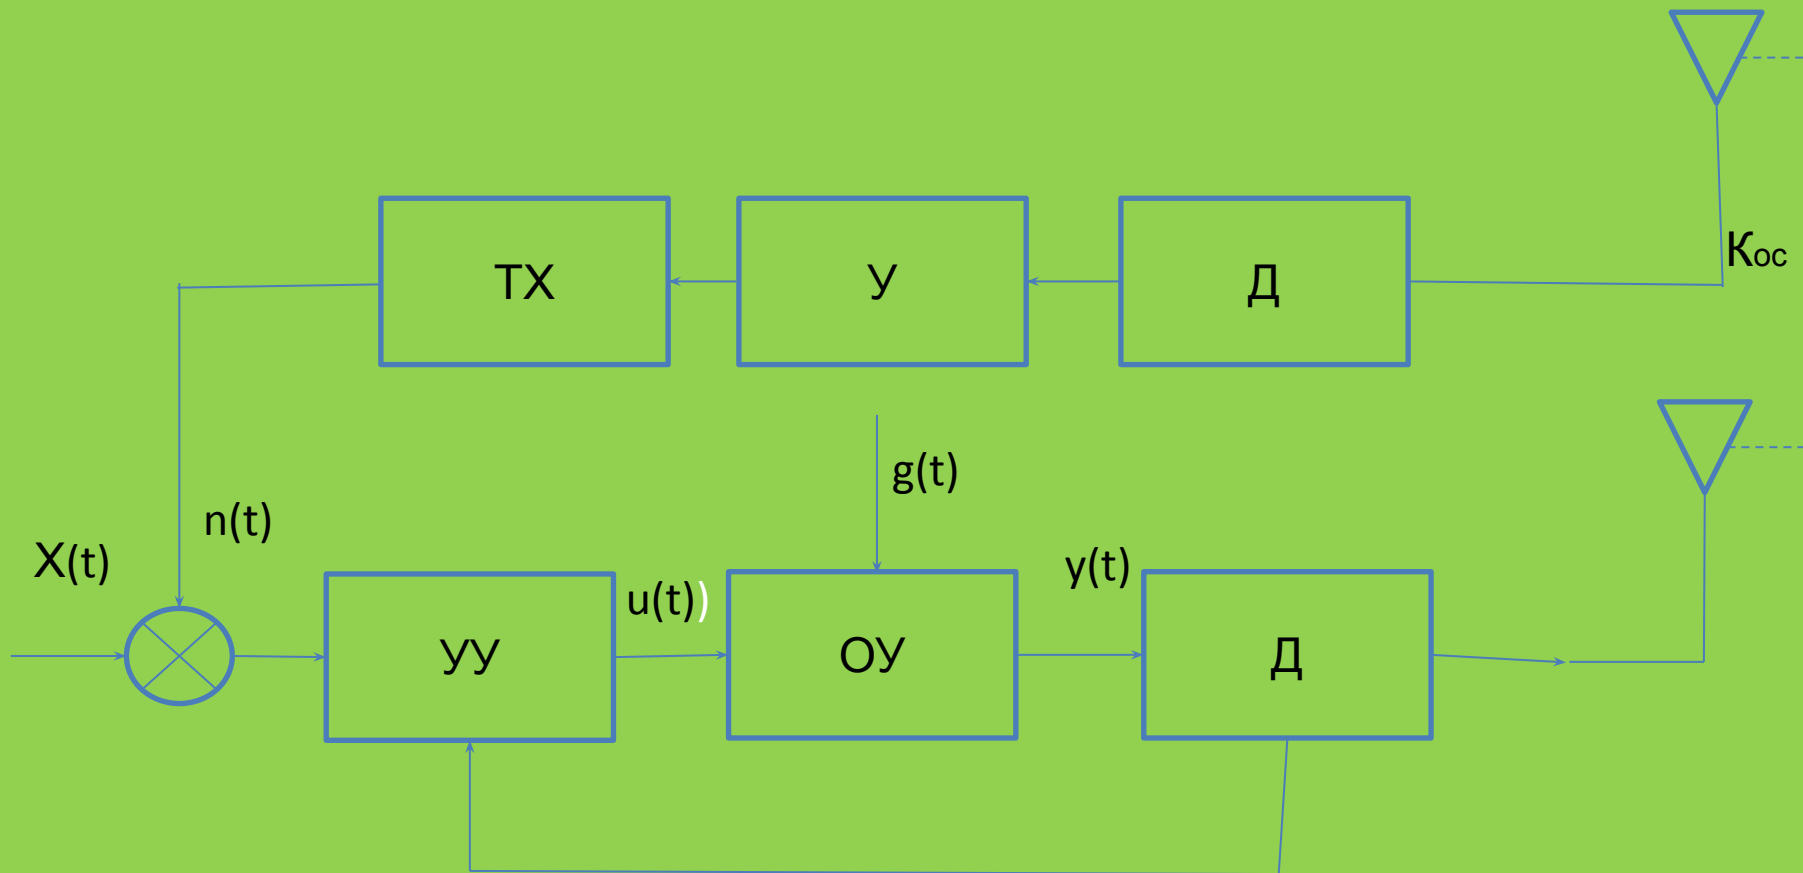 ТХ
У
Д
Кос
g(t)
n(t)
X(t)
y(t)
u(t))
УУ
ОУ
Д